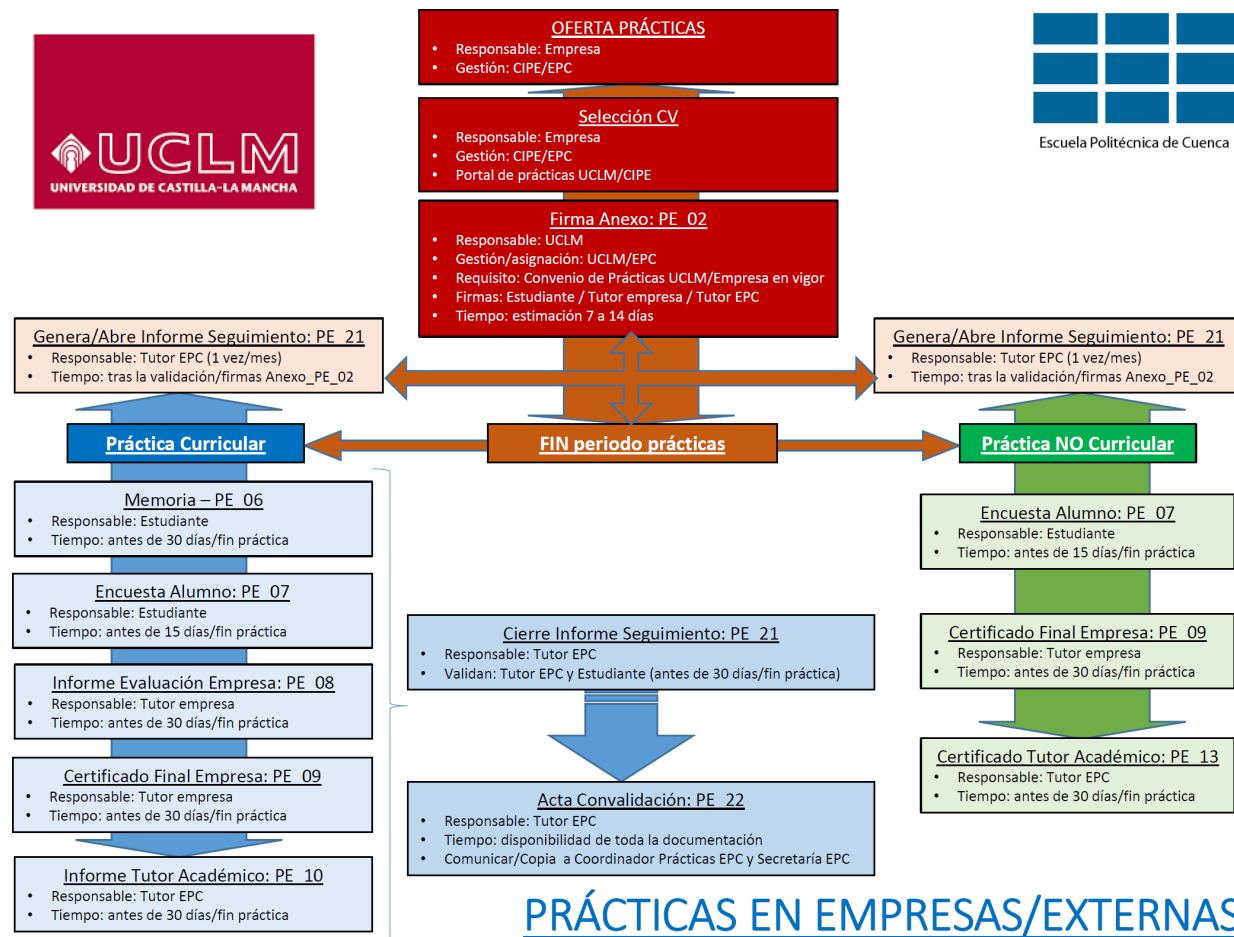 UCLM
UNIVERSIDAD DE CASTILLA-LA MANCHA
OFERTA PRÁCTICAS
• Responsable: Empresa
• Gestión: CIPE/EPC
Escuela Politécnica de Cuenca
Selección CV
• Responsable: Empresa
• Gestión: CIPE/EPC
• Portal de prácticas UCLM/CIPE
Firma Anexo: PE_02
• Responsable: UCLM
• Gestión/asignación: UCLM/EPC
• Requisito: Convenio de Prácticas UCLM/Empresa en vigor
• Firmas: Estudiante / Tutor empresa / Tutor EPC
• Tiempo: estimación 7 a 14 días
Genera/Abre Informe Seguimiento: PE_21
• Responsable: Tutor EPC (1 vez/mes)
• Tiempo: tras la validación/firmas Anexo_PE_02
Genera/Abre Informe Seguimiento: PE_21
• Responsable: Tutor EPC (1 vez/mes)
• Tiempo: tras la validación/firmas Anexo_PE_02
Práctica Curricular
FIN periodo prácticas
Práctica NO Curricular
Memoria – PE_06
• Responsable: Estudiante
• Tiempo: antes de 30 días/fin práctica
Encuesta Alumno: PE_07
• Responsable: Estudiante
• Tiempo: antes de 15 días/fin práctica
Informe Evaluación Empresa: PE_08
• Responsable: Tutor empresa
• Tiempo: antes de 30 días/fin práctica
Certificado Final Empresa: PE_09
• Responsable: Tutor empresa
• Tiempo: antes de 30 días/fin práctica
Informe Tutor Académico: PE_10
• Responsable: Tutor EPC
• Tiempo: antes de 30 días/fin práctica
Cierre Informe Seguimiento: PE_21
• Responsable: Tutor EPC
• Validan: Tutor EPC y Estudiante (antes de 30 días/fin práctica)
Acta Convalidación: PE_22
• Responsable: Tutor EPC
• Tiempo: disponibilidad de toda la documentación
• Comunicar/Copia a Coordinador Prácticas EPC y Secretaría EPC
Encuesta Alumno: PE_07
• Responsable: Estudiante
• Tiempo: antes de 15 días/fin práctica
Certificado Final Empresa: PE_09
• Responsable: Tutor empresa
• Tiempo: antes de 30 días/fin práctica
Certificado Tutor Académico: PE_13
• Responsable: Tutor EPC
• Tiempo: antes de 30 días/fin práctica
PRÁCTICAS EN EMPRESAS/EXTERNAS